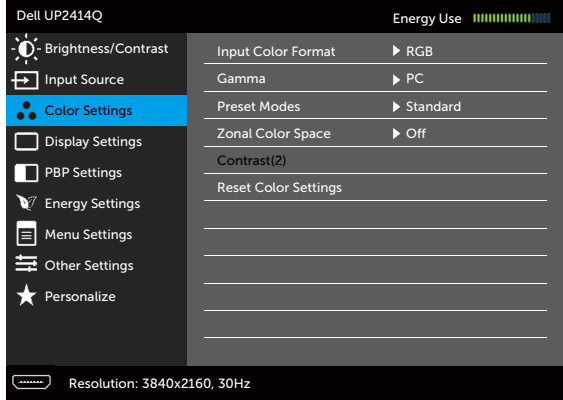 Dell UP2414Q
Energy Use
Brightness/Contrast
Input Source
Color Settings
Display Settings
PBP Settings
Energy Settings
Menu Settings
Other Settings
Personalize
Input Color Format RGB
Gamma PC
Preset Modes Standard
Zonal Color Space Off
Contrast(2)
Reset Color Settings
Resolution: 3840x2160, 30Hz